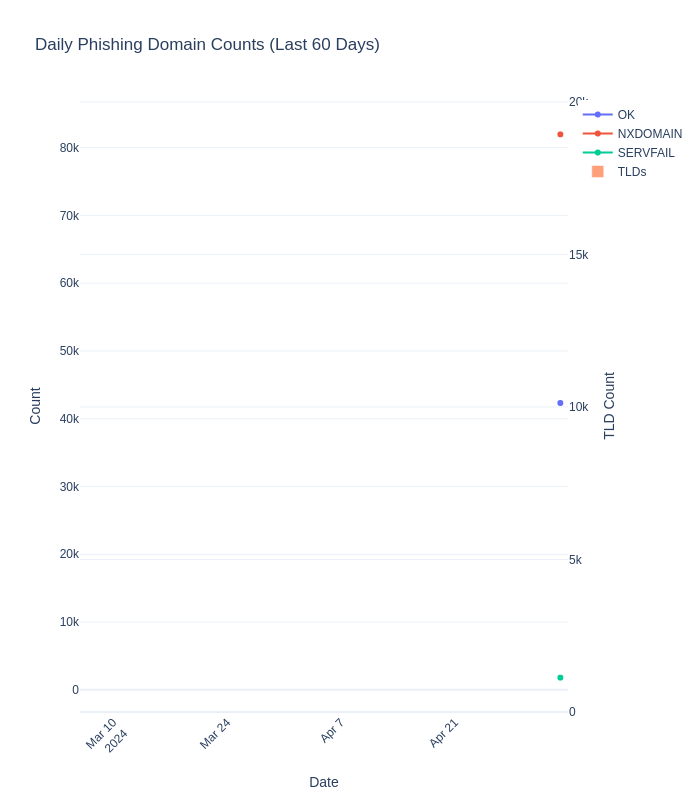 Daily Phishing Domain Counts (Last 60 Days)
OK
NXDOMAIN
SERVFAIL
TLDs
80k
70k
60k
50k
40k
30k
20k
10k
0
Count
15k
10k
5k
0
TLD Count
Mar 10
2024
Mar 24
Apr 7
Apr 21
Date